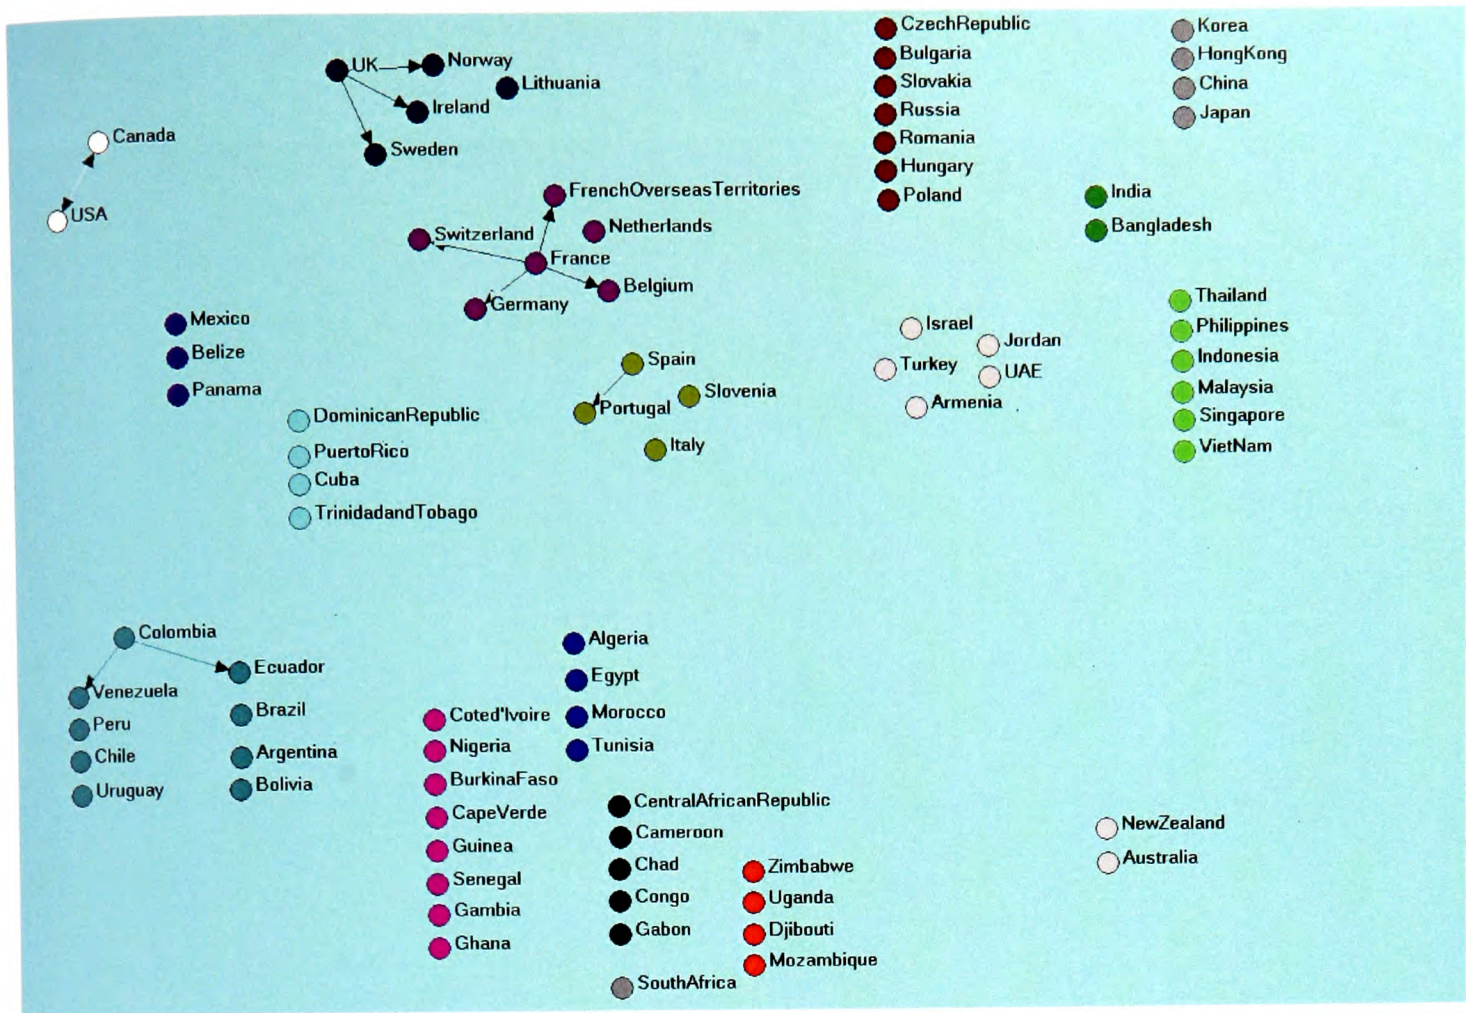 UK
Norway
Lithuania
Ireland
Sweden
Canada
USA
FrenchOverseasTerritories
Switzerland
Netherlands
France
Belgium
Germany
CzechRepublic
Bulgaria
Slovakia
Russia
Romania
Hungary
Poland
Korea
HongKong
China
Japan
India
Bangladesh
Mexico
Belize
Panama
DominicanRepublic
PuertoRico
Cuba
TrinidadandTobago
Spain
Slovenia
Portugal
Italy
Israel
Jordan
Turkey
UAE
Armenia
Thailand
Philippines
Indonesia
Malaysia
Singapore
VietNam
Colombia
Ecuador
Venezuela
Brazil
Peru
Argentina
Chile
Bolivia
Uruguay
Algeria
Egypt
Morocco
Tunisia
Coted'Ivoire
Nigeria
BurkinaFaso
CapeVerde
Guinea
Senegal
Gambia
Ghana
CentralAfricanRepublic
Cameroon
Chad
Congo
Gabon
Zimbabwe
Uganda
Djibouti
Mozambique
SouthAfrica
NewZealand
Australia